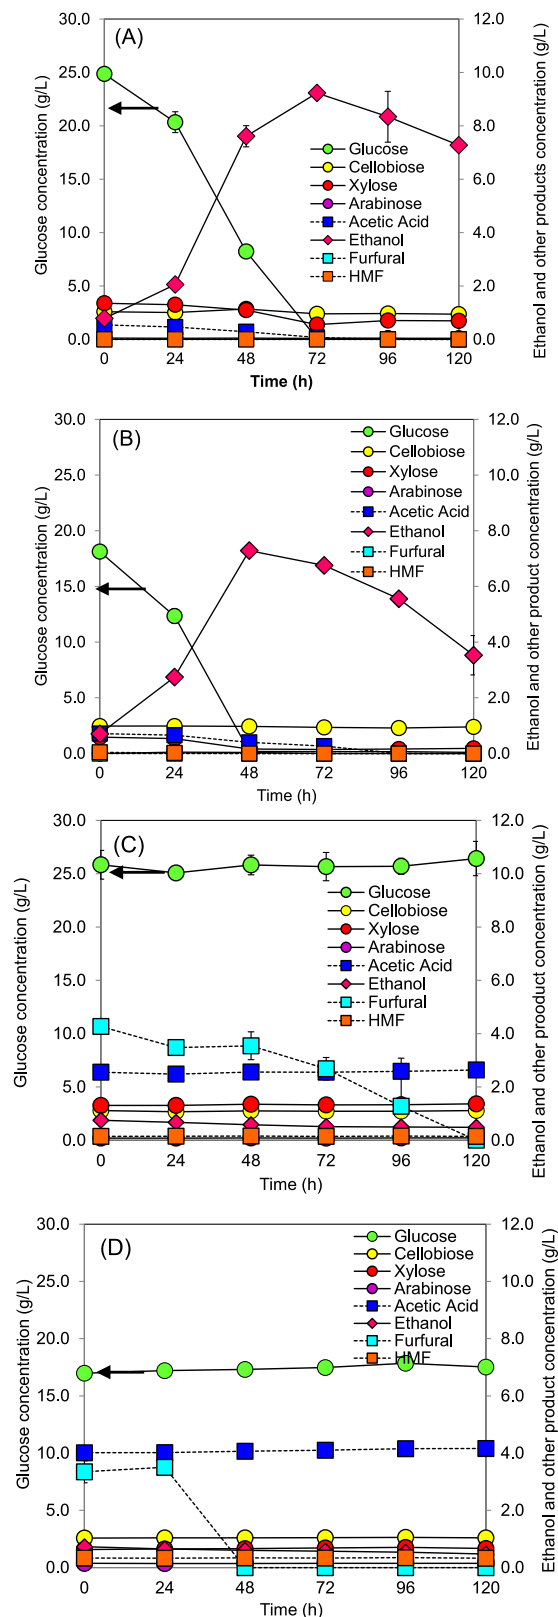 (A)
30.0
25.0
20.0
15.0
10.0
5.0
0.0
Glucose concentration (g/L)
12.0
10.0
8.0
6.0
4.0
2.0
0.0
Ethanol and other products concentration (g/L)
Glucose
Cellobiose
Xylose
Arabinose
Acetic Acid
Ethanol
Furfural
HMF
0 24 48 72 96 120
Time (h)
(B)
30.0
25.0
20.0
15.0
10.0
5.0
0.0
Glucose concentration (g/L)
12.0
10.0
8.0
6.0
4.0
2.0
0.0
Ethanol and other product concentration (g/L)
Glucose
Cellobiose
Xylose
Arabinose
Acetic Acid
Ethanol
Furfural
HMF
0 24 48 72 96 120
Time (h)
(C)
30.0
25.0
20.0
15.0
10.0
5.0
0.0
Glucose concentration (g/L)
12.0
10.0
8.0
6.0
4.0
2.0
0.0
Ethanol and other prooduct concentration (g/L)
Glucose
Cellobiose
Xylose
Arabinose
Acetic Acid
Ethanol
Furfural
HMF
0 24 48 72 96 120
Time (h)
(D)
30.0
25.0
20.0
15.0
10.0
5.0
0.0
Glucose concentration (g/L)
12.0
10.0
8.0
6.0
4.0
2.0
0.0
Ethanol and other product concentration (g/L)
Glucose
Cellobiose
Xylose
Arabinose
Acetic Acid
Ethanol
Furfural
HMF
0 24 48 72 96 120
Time (h)